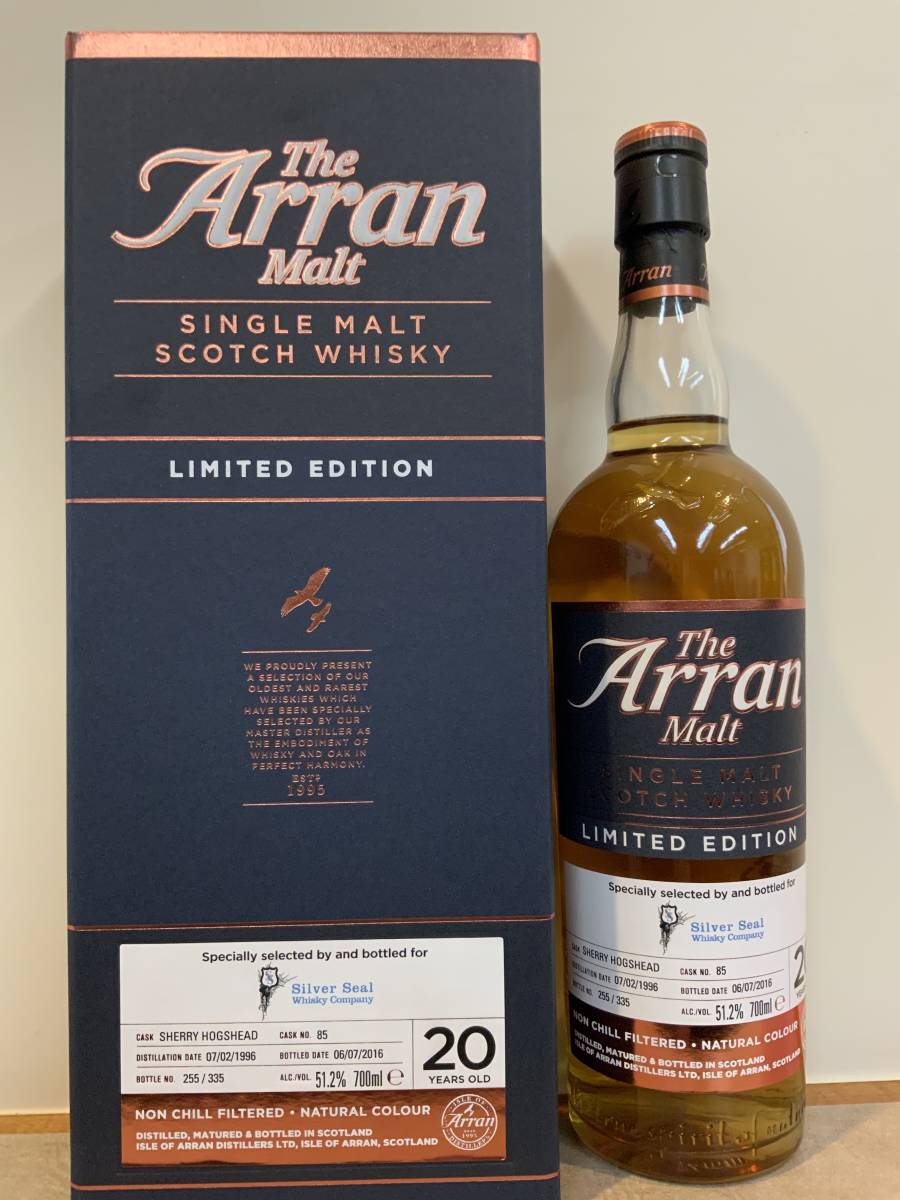 The
Arran
Malt
SINGLE MALT
SCOTCH WHISKY
LIMITED EDITION
WE PROUDLY PRESENT
A SELECTION OF OUR
OLDEST AND RAREST
WHISKIES WHICH
HAVE BEEN SPECIALLY
SELECTED BY OUR
MASTER DISTILLER AS
THE EMBODIMENT OF
WHISKY AND OAK IN
PERFECT HARMONY.
ESTD
1995
Specially selected by and bottled for
Silver Seal
Whisky Company
CASK SHERRY HOGSHEAD CASK NO. 85
DISTILLATION DATE 07/02/1996 BOTTLED DATE 06/07/2016
BOTTLE NO. 255 / 335 ALC./VOL. 51.2% 700ml e
20
YEARS OLD
NON CHILL FILTERED • NATURAL COLOUR
DISTILLED, MATURED & BOTTLED IN SCOTLAND
ISLE OF ARRAN DISTILLERS LTD, ISLE OF ARRAN, SCOTLAND
ISLE OF
Arran
1995
DISTILLERS
Arran
The
Arran
Malt
SINGLE MALT
SCOTCH WHISKY
LIMITED EDITION
Specially selected by and bottled for
Silver Seal
Whisky Company
CASK SHERRY HOGSHEAD CASK NO. 85
DISTILLATION DATE 07/02/1996 BOTTLED DATE 06/07/2016
BOTTLE NO. 255 / 335 ALC./VOL. 51.2% 700ml e
NON CHILL FILTERED • NATURAL COLOUR
DISTILLED, MATURED & BOTTLED IN SCOTLAND
ISLE OF ARRAN DISTILLERS LTD, ISLE OF ARRAN, SCOTLAND